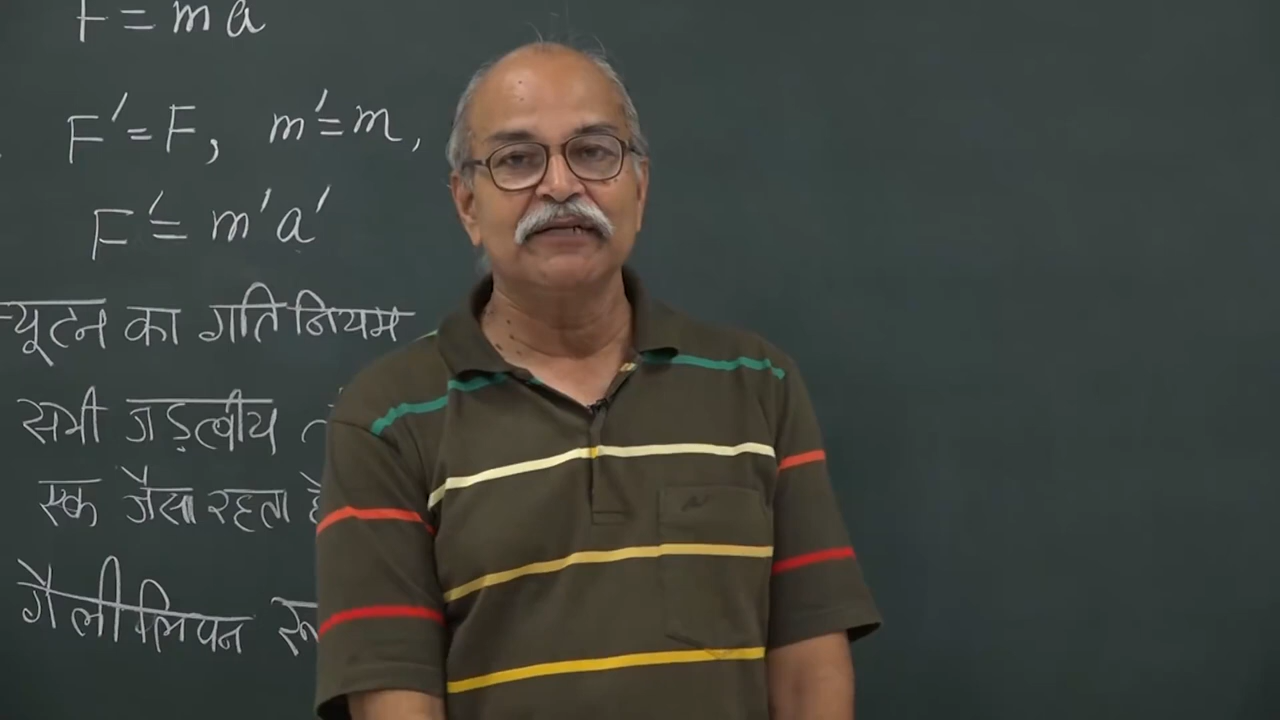 F = ma
F′ = F, m′ = m,
F′ = m′a′
न्यूटन का गति नियम
सभी जड़त्वीय
एक जैसा रहता है
गैलीलियन